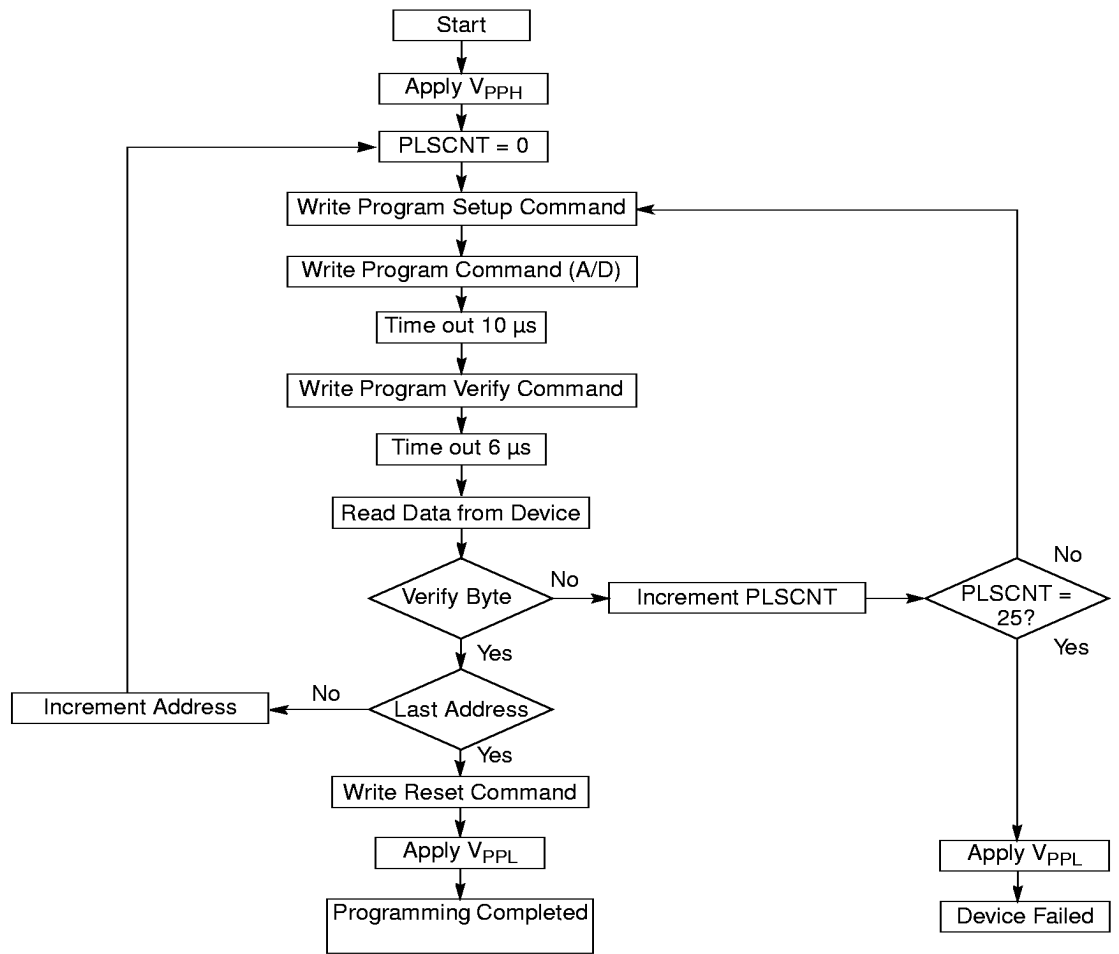 Start
Apply VPPH
PLSCNT = 0
Write Program Setup Command
Write Program Command (A/D)
Time out 10 µs
Write Program Verify Command
Time out 6 µs
Read Data from Device
Verify Byte
No
Increment PLSCNT
No
PLSCNT =
25?
Yes
Yes
Last Address
No
Increment Address
Yes
Write Reset Command
Apply VPPL
Programming Completed
Apply VPPL
Device Failed